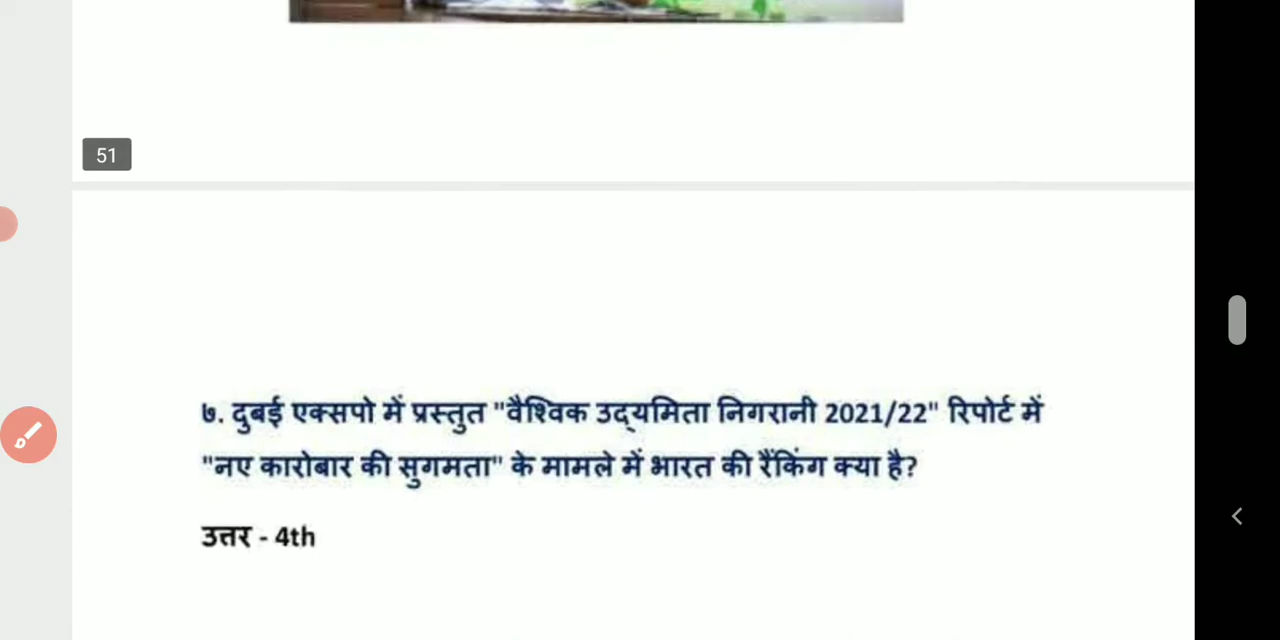 51
७. दुबई एक्सपो में प्रस्तुत "वैश्विक उद्यमिता निगरानी 2021/22" रिपोर्ट में
"नए कारोबार की सुगमता" के मामले में भारत की रैंकिंग क्या है?
उत्तर - 4th